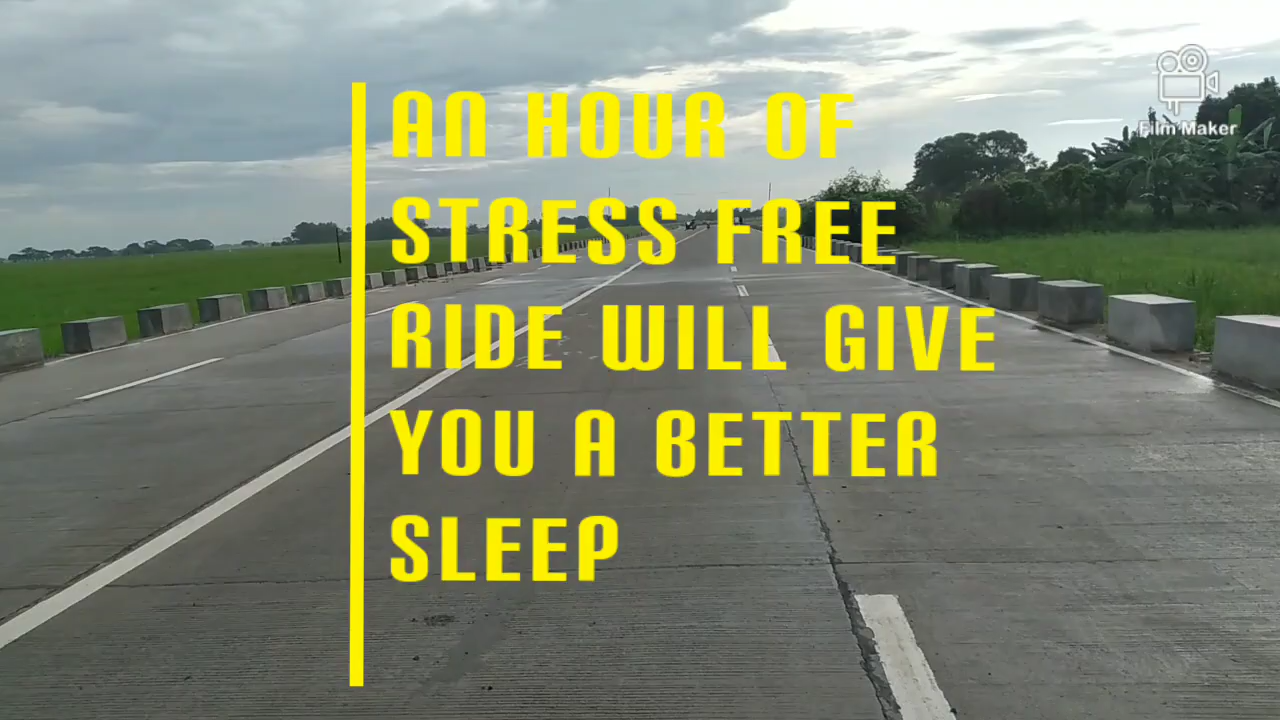 Film Maker
AN HOUR OF
STRESS FREE
RIDE WILL GIVE
YOU A BETTER
SLEEP